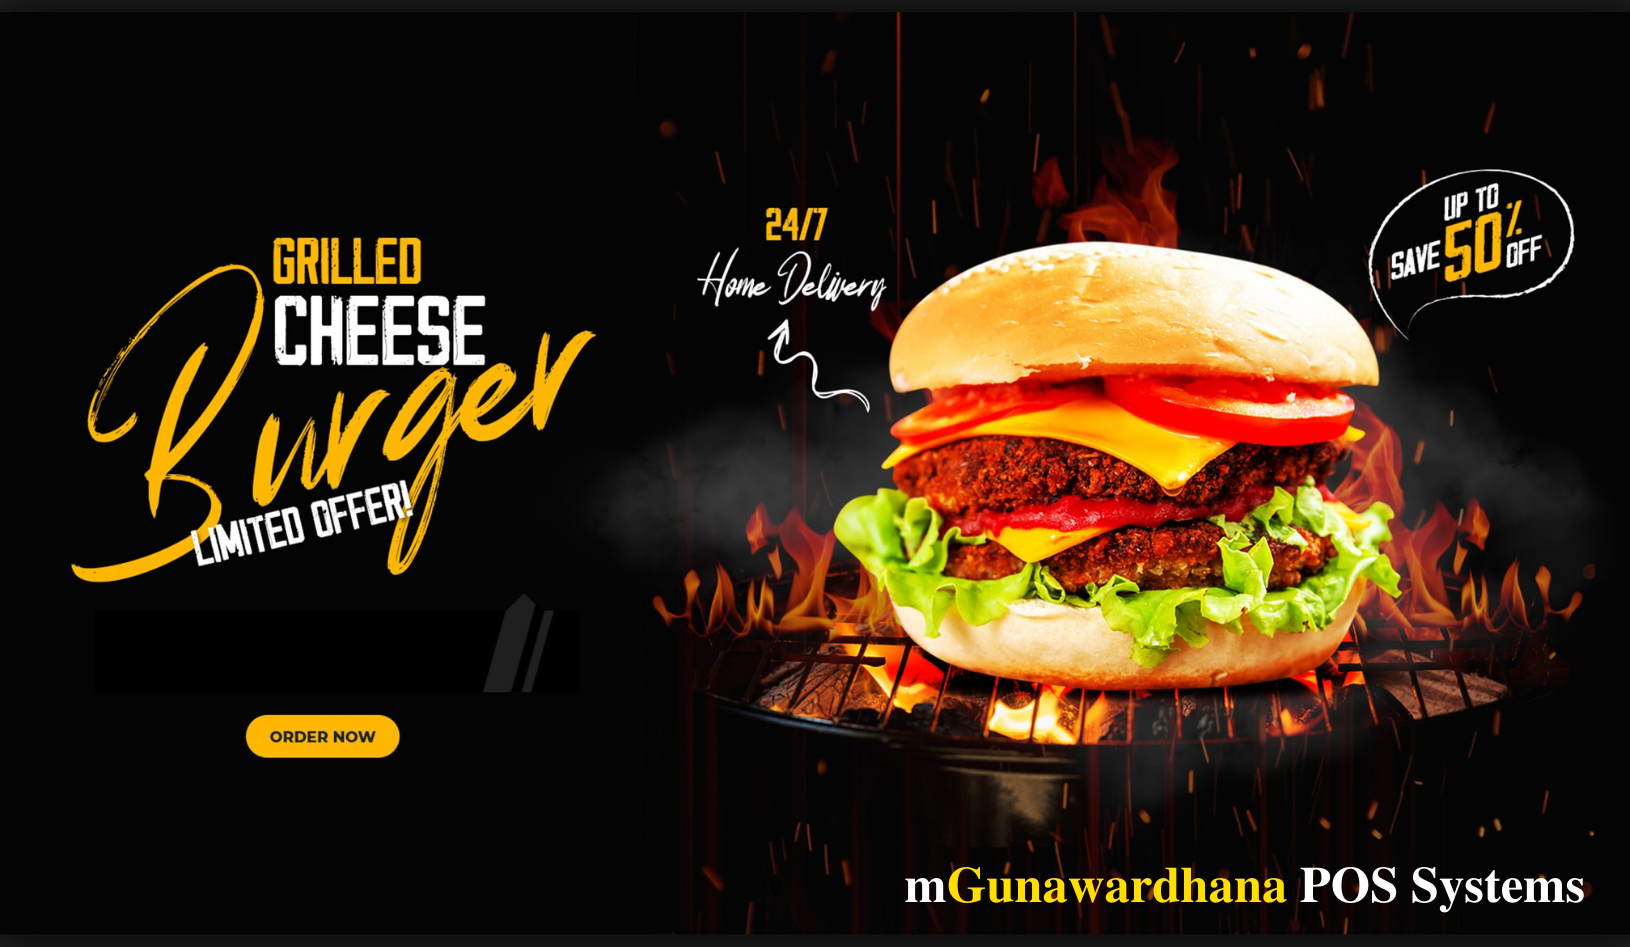 GRILLED
CHEESE
Burger
LIMITED OFFER!
ORDER NOW
24/7
Home Delivery
UP TO
SAVE 50% OFF
mGunawardhana POS Systems